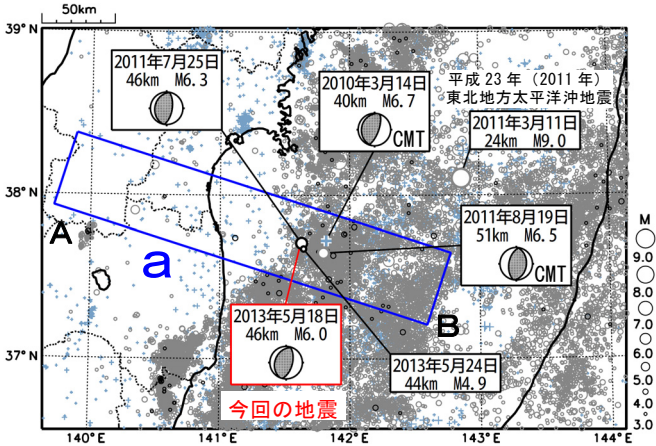 50km
39°N
38°N
37°N
140°E
141°E
142°E
143°E
144°E
2011年7月25日
46km M6.3
2010年3月14日
40km M6.7
CMT
平成23年（2011年）
東北地方太平洋沖地震
2011年3月11日
24km M9.0
2011年8月19日
51km M6.5
CMT
A
a
B
2013年5月18日
46km M6.0
今回の地震
2013年5月24日
44km M4.9
M
9.0
8.0
7.0
6.0
5.0
4.0
3.0